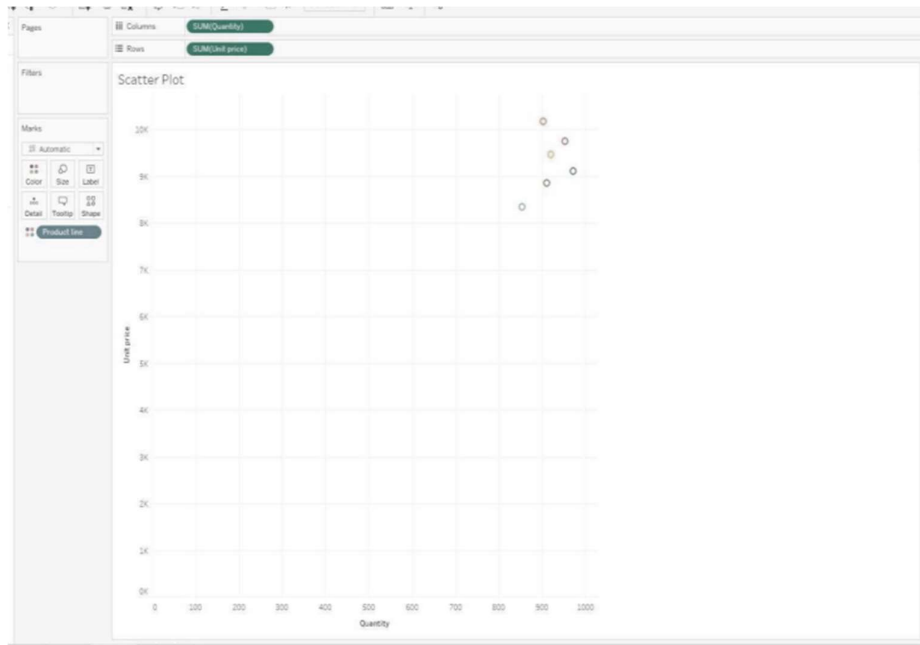 Pages
Columns
SUM(Quantity)
Rows
SUM(Unit price)
Filters
Scatter Plot
Marks
Automatic
Color Size Label
Detail Tooltip Shape
Product line
10K
9K
8K
7K
6K
5K
4K
3K
2K
1K
0K
Unit price
0 100 200 300 400 500 600 700 800 900 1000
Quantity